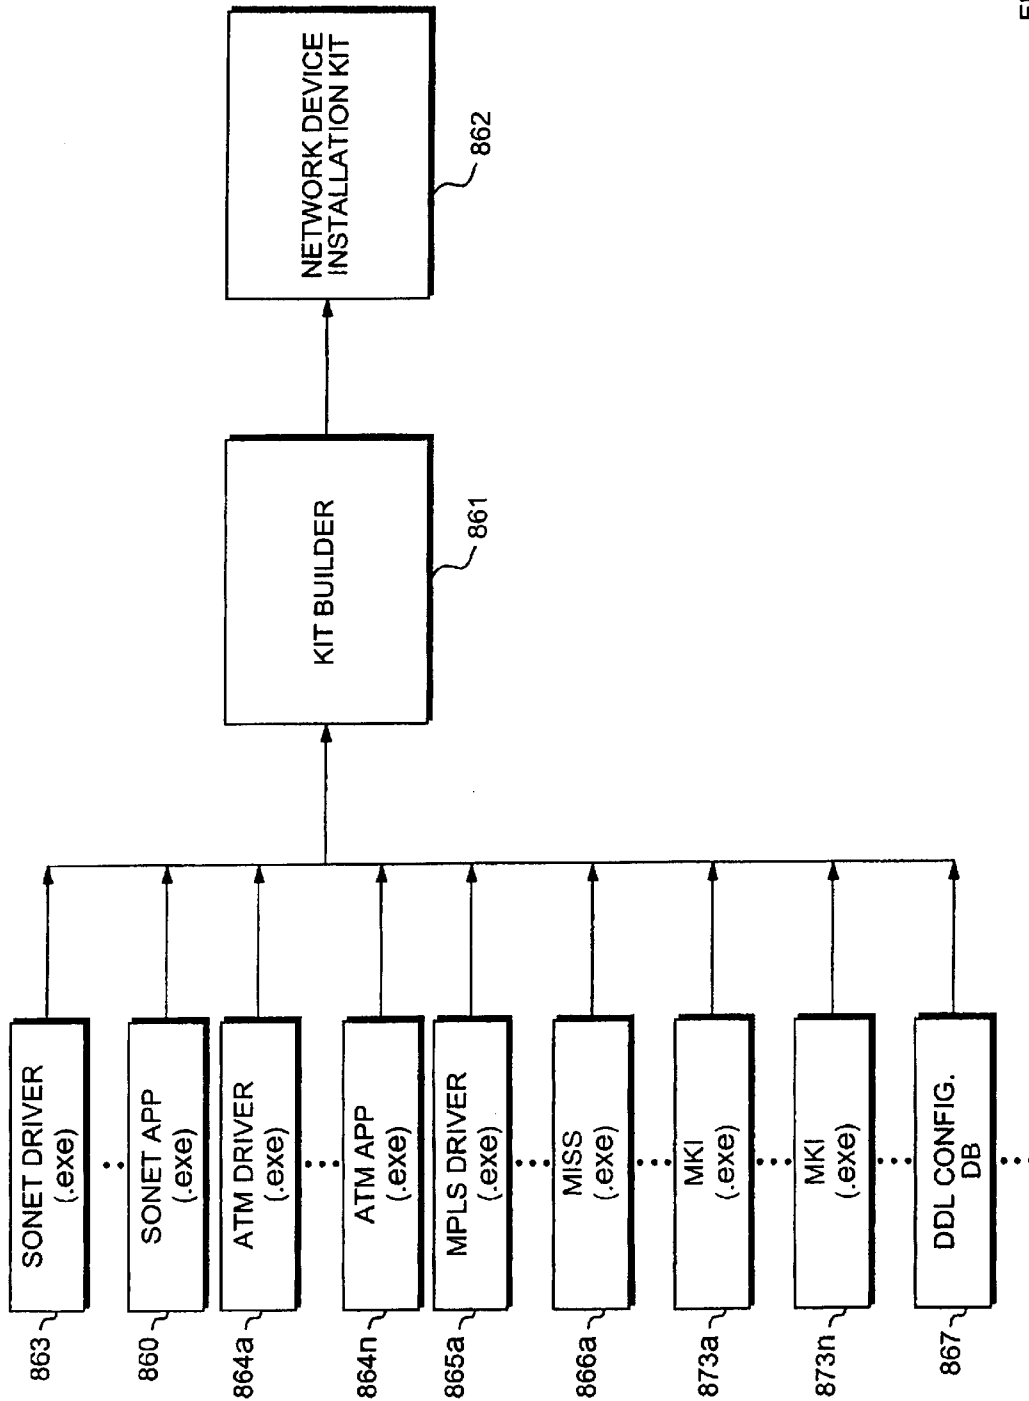 SONET DRIVER
(.exe)
863
SONET APP
(.exe)
860
ATM DRIVER
(.exe)
864a
ATM APP
(.exe)
864n
MPLS DRIVER
(.exe)
865a
MISS
(.exe)
866a
MKI
(.exe)
873a
MKI
(.exe)
873n
DDL CONFIG.
DB
867
KIT BUILDER
861
NETWORK DEVICE
INSTALLATION KIT
862